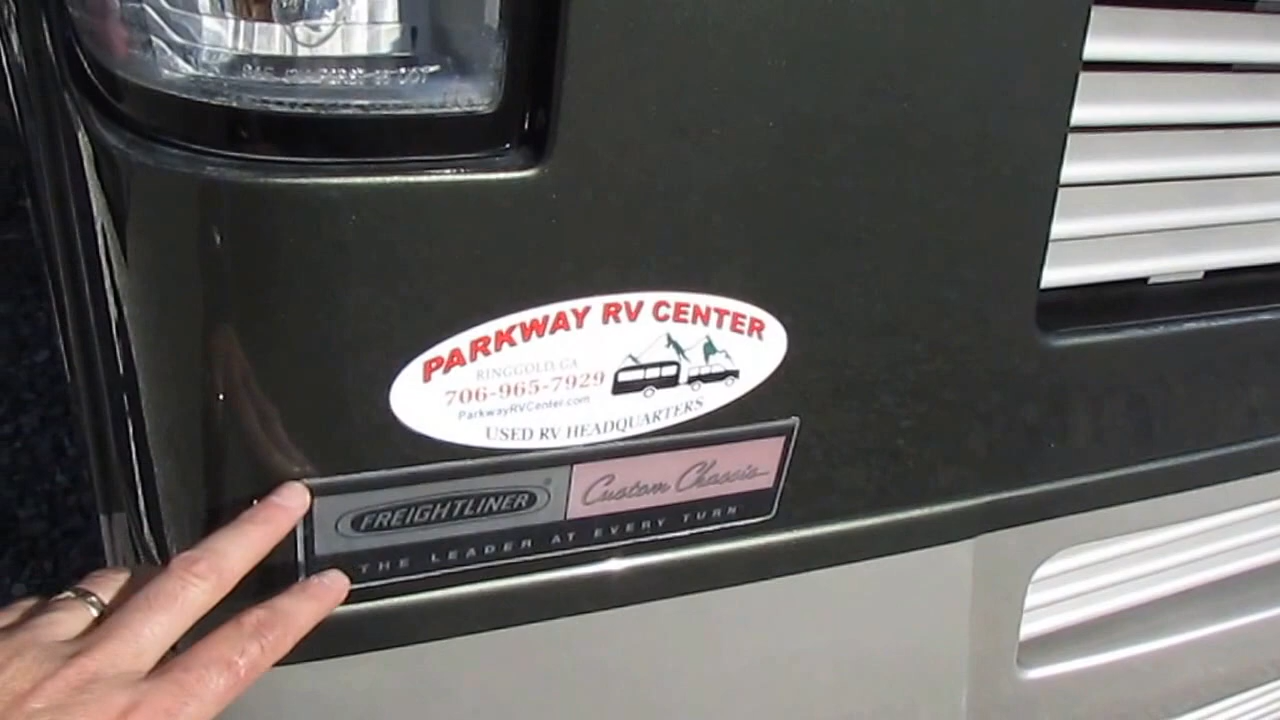 PARKWAY RV CENTER
RINGGOLD, GA
706-965-7929
ParkwayRVCenter.com
USED RV HEADQUARTERS
FREIGHTLINER®
Custom Chassis
THE LEADER AT EVERY TURN